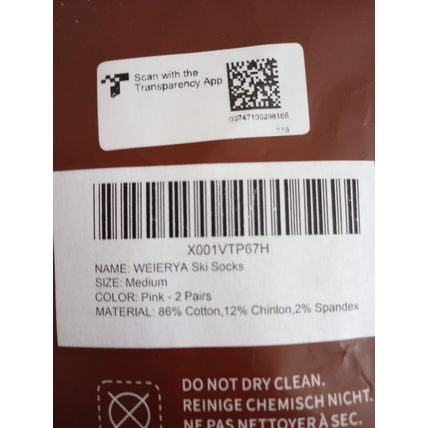 Scan with the
Transparency App
00747100298165
116
X001VTP67H
NAME: WEIERYA Ski Socks
SIZE: Medium
COLOR: Pink - 2 Pairs
MATERIAL: 86% Cotton,12% Chinlon,2% Spandex
DO NOT DRY CLEAN.
REINIGE CHEMISCH NICHT.
NE PAS NETTOYER À SEC.